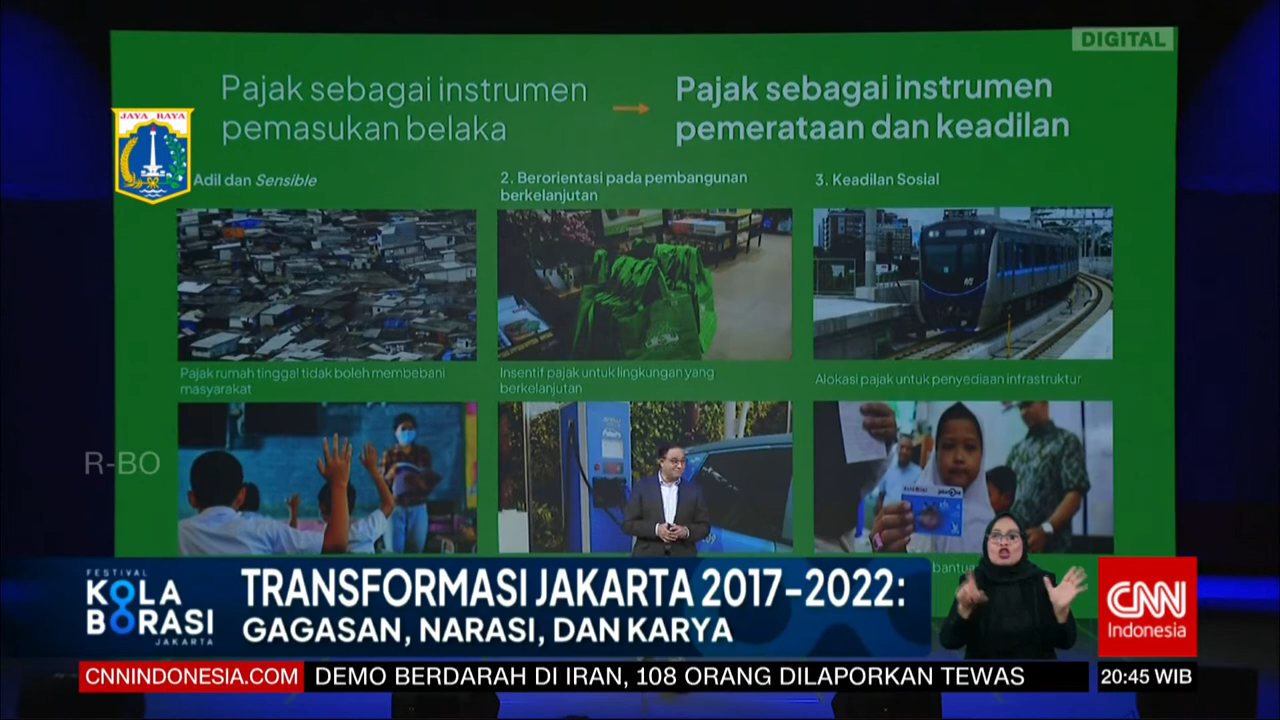 DIGITAL
Pajak sebagai instrumen
pemasukan belaka
Pajak sebagai instrumen
pemerataan dan keadilan
JAYA RAYA
Adil dan Sensible
2. Berorientasi pada pembangunan
berkelanjutan
3. Keadilan Sosial
Pajak rumah tinggal tidak boleh membebani
masyarakat
Insentif pajak untuk lingkungan yang
berkelanjutan
Alokasi pajak untuk penyediaan infrastruktur
R-BO
FESTIVAL
KOLA
BORASI
JAKARTA
TRANSFORMASI JAKARTA 2017-2022:
GAGASAN, NARASI, DAN KARYA
CNN
Indonesia
CNNINDONESIA.COM
DEMO BERDARAH DI IRAN, 108 ORANG DILAPORKAN TEWAS
20:45 WIB